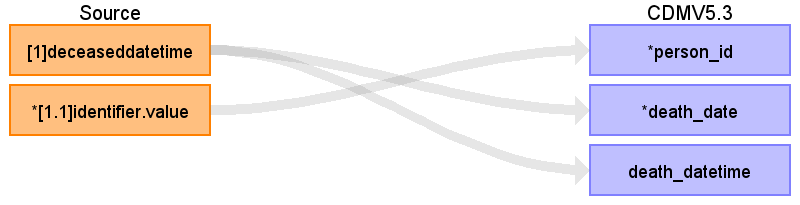 Source
CDMV5.3
[1]deceaseddatetime
*person_id
*[1.1]identifier.value
*death_date
death_datetime